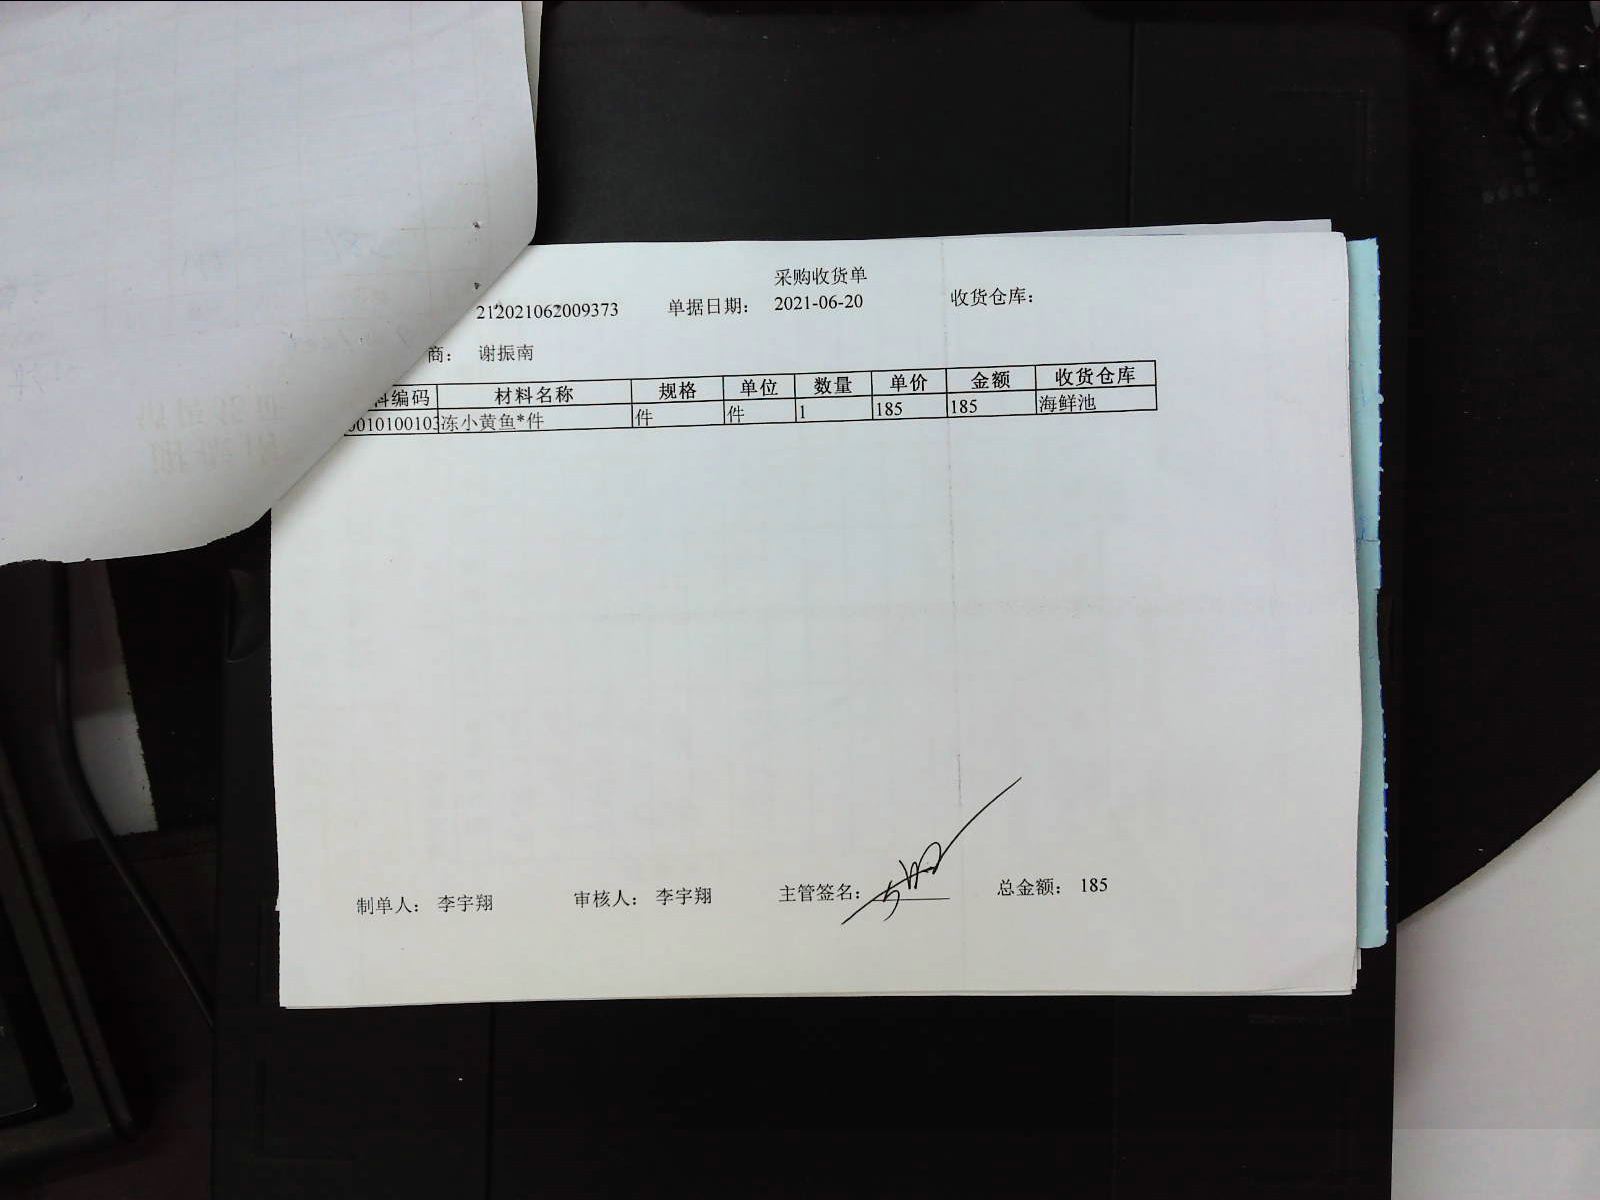 采购收货单
212021062009373 单据日期： 2021-06-20 收货仓库：
商： 谢振南
料编码 材料名称 规格 单位 数量 单价 金额 收货仓库
0010100103 冻小黄鱼*件 件 件 1 185 185 海鲜池
制单人： 李宇翔 审核人： 李宇翔 主管签名： 总金额： 185